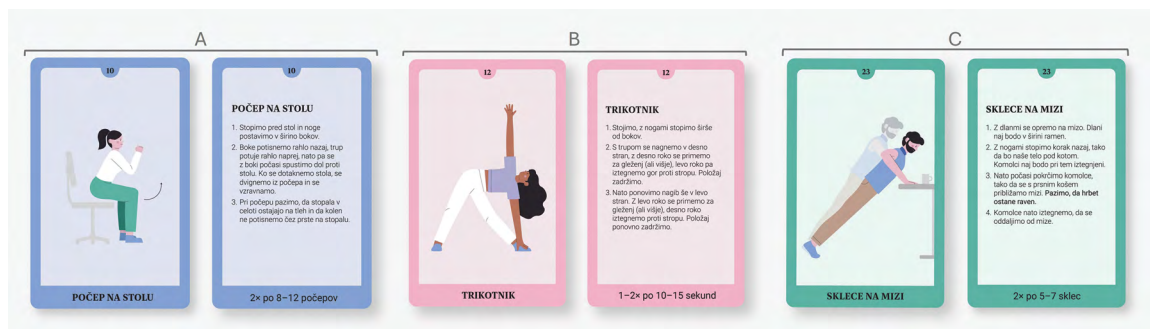 A
B
C
10
POČEP NA STOLU
10
POČEP NA STOLU
1. Stopimo pred stol in noge
postavimo v širino bokov.
2. Boke potisnemo rahlo nazaj, trup
potuje rahlo naprej, nato pa se
z boki počasi spustimo dol proti
stolu. Ko se dotaknemo stola, se
dvignemo iz počepa in se
vzravnamo.
3. Pri počepu pazimo, da stopala v
celoti ostajajo na tleh in da kolen
ne potisnemo čez prste na stopalu.
2× po 8–12 počepov
12
TRIKOTNIK
12
TRIKOTNIK
1. Stojimo, z nogami stopimo širše
od bokov.
2. S trupom se nagnemo v desno
stran, z desno roko se primemo
za gleženj (ali višje), levo roko pa
iztegnemo gor proti stropu. Položaj
zadržimo.
3. Nato ponovimo nagib še v levo
stran. Z levo roko se primemo za
gleženj (ali višje), desno roko
iztegnemo proti stropu. Položaj
ponovno zadržimo.
1–2× po 10–15 sekund
23
SKLECE NA MIZI
23
SKLECE NA MIZI
1. Z dlanmi se opremo na mizo. Dlani
naj bodo v širini ramen.
2. Z nogami stopimo korak nazaj, tako
da bo naše telo pod kotom.
Komolci naj bodo pri tem iztegnjeni.
3. Nato počasi pokrčimo komolce,
tako da se s prsnim košem
približamo mizi. Pazimo, da hrbet
ostane raven.
4. Komolce nato iztegnemo, da se
oddaljimo od mize.
2× po 5–7 sklec